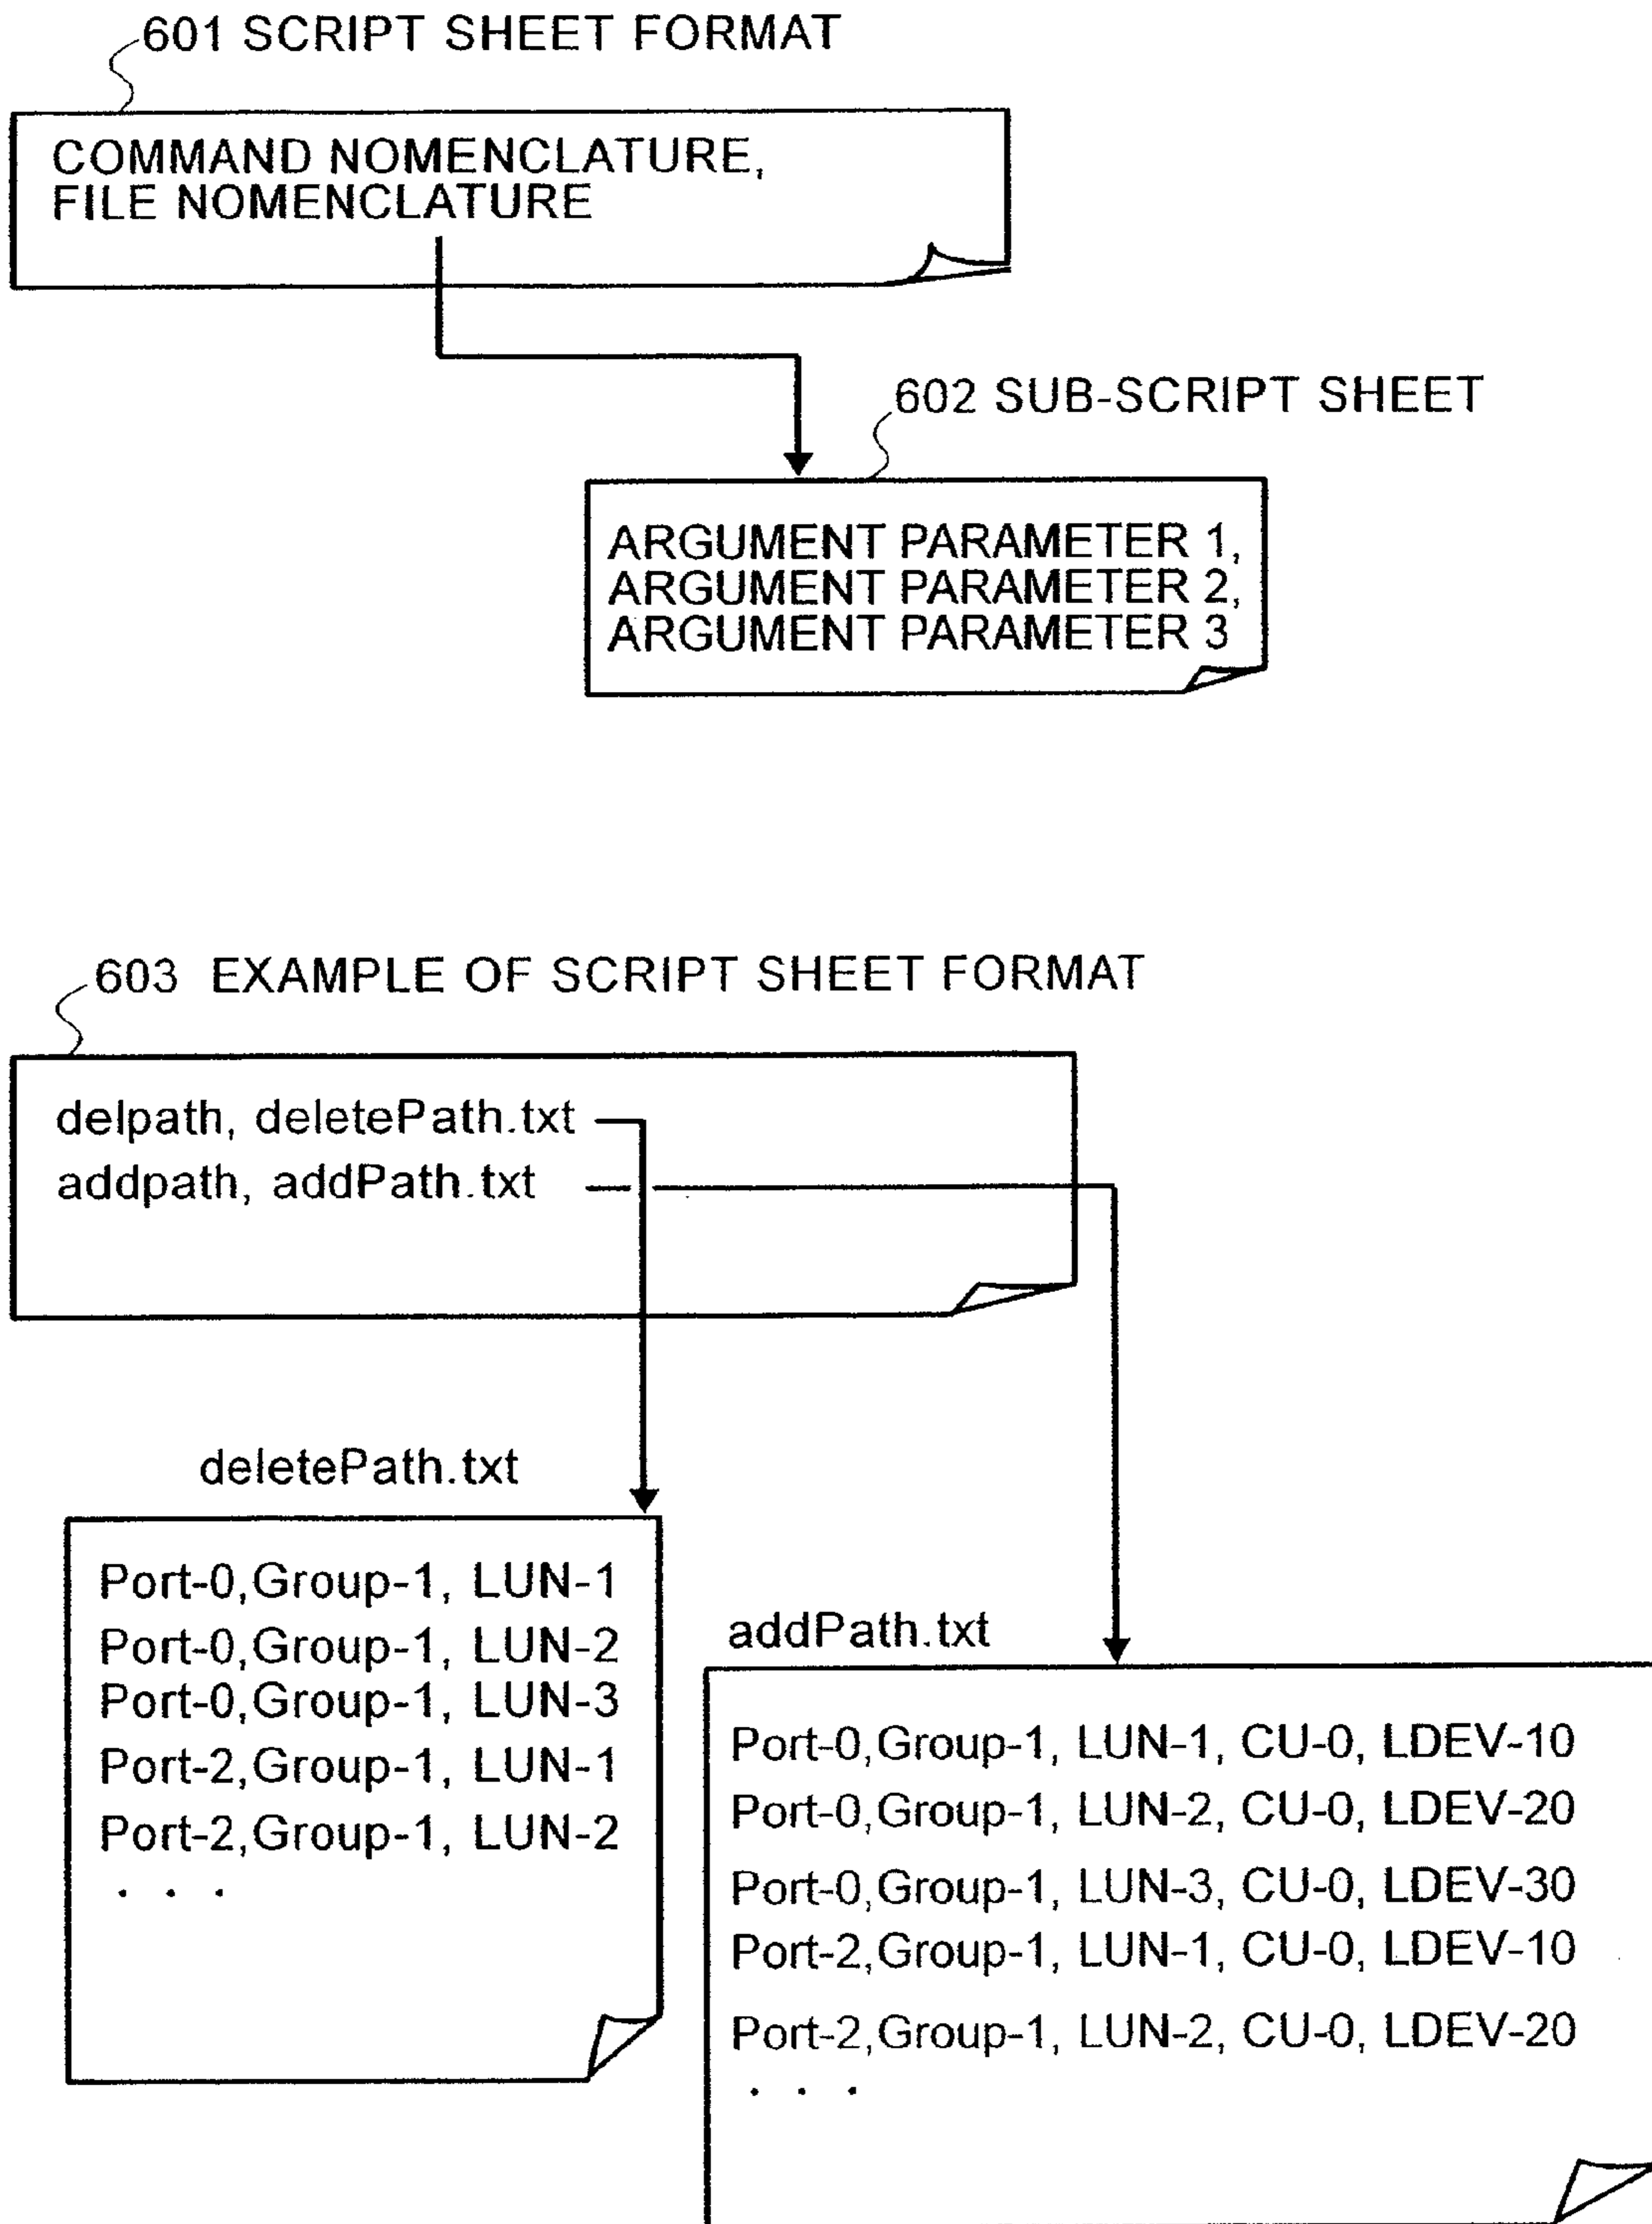 601 SCRIPT SHEET FORMAT
COMMAND NOMENCLATURE,
FILE NOMENCLATURE
602 SUB-SCRIPT SHEET
ARGUMENT PARAMETER 1,
ARGUMENT PARAMETER 2,
ARGUMENT PARAMETER 3
603 EXAMPLE OF SCRIPT SHEET FORMAT
delpath, deletePath.txt
addpath, addPath.txt
deletePath.txt
Port-0,Group-1, LUN-1
Port-0,Group-1, LUN-2
Port-0,Group-1, LUN-3
Port-2,Group-1, LUN-1
Port-2,Group-1, LUN-2
. . .
addPath.txt
Port-0,Group-1, LUN-1, CU-0, LDEV-10
Port-0,Group-1, LUN-2, CU-0, LDEV-20
Port-0,Group-1, LUN-3, CU-0, LDEV-30
Port-2,Group-1, LUN-1, CU-0, LDEV-10
Port-2,Group-1, LUN-2, CU-0, LDEV-20
. . .